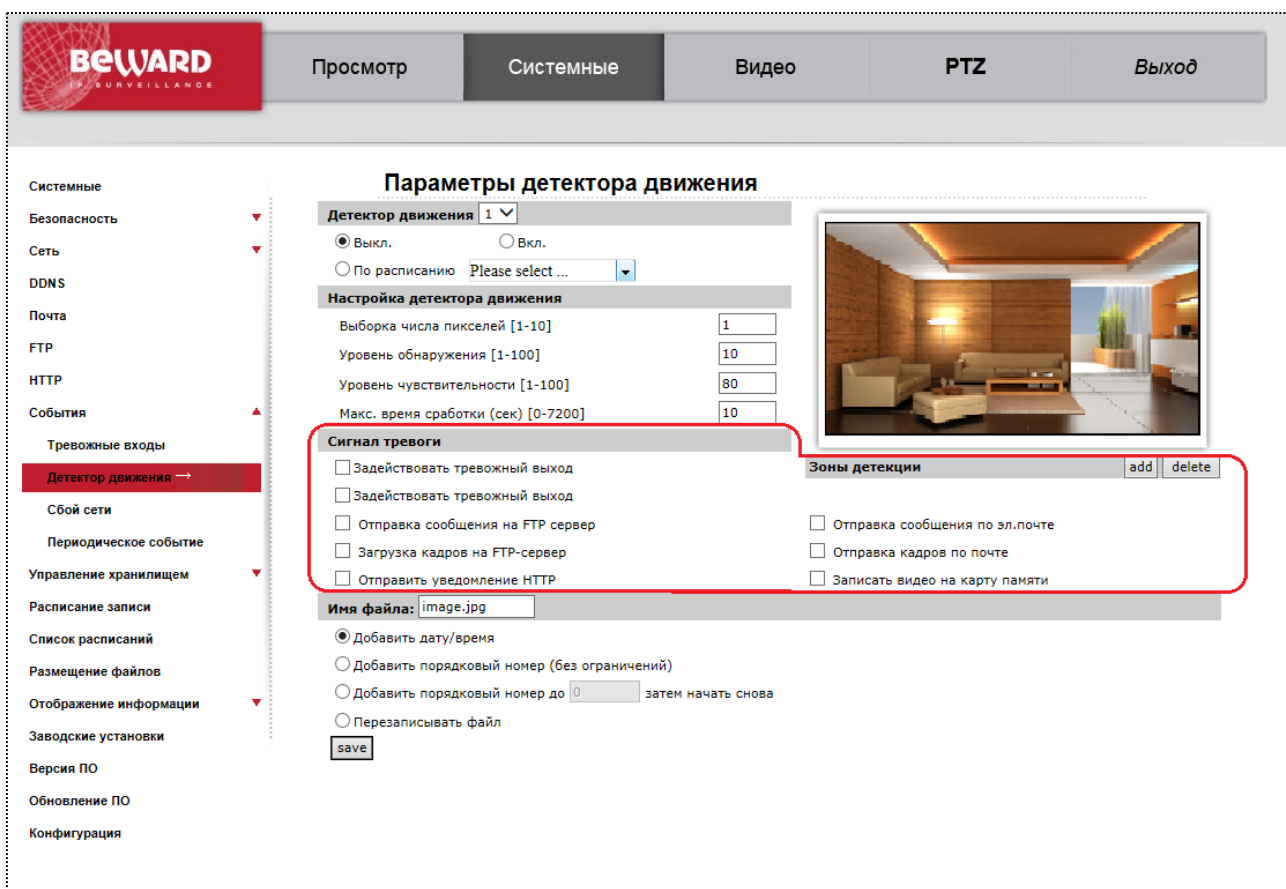 BEWARD
IP SURVEILLANCE
Просмотр
Системные
Видео
PTZ
Выход
Системные
Безопасность
Сеть
DDNS
Почта
FTP
HTTP
События
Тревожные входы
Детектор движения →
Сбой сети
Периодическое событие
Управление хранилищем
Расписание записи
Список расписаний
Размещение файлов
Отображение информации
Заводские установки
Версия ПО
Обновление ПО
Конфигурация
Параметры детектора движения
Детектор движения 1
Выкл. Вкл.
По расписанию Please select ...
Настройка детектора движения
Выборка числа пикселей [1-10] 1
Уровень обнаружения [1-100] 10
Уровень чувствительности [1-100] 80
Макс. время сработки (сек) [0-7200] 10
Сигнал тревоги
Задействовать тревожный выход
Зоны детекции add delete
Задействовать тревожный выход
Отправка сообщения на FTP сервер
Отправка сообщения по эл.почте
Загрузка кадров на FTP-сервер
Отправка кадров по почте
Отправить уведомление HTTP
Записать видео на карту памяти
Имя файла: image.jpg
Добавить дату/время
Добавить порядковый номер (без ограничений)
Добавить порядковый номер до 0 затем начать снова
Перезаписывать файл
save